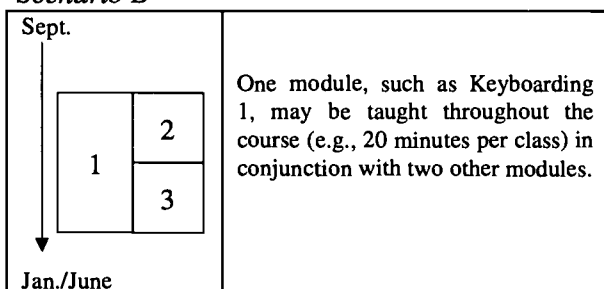 Sept.
1
2
3
Jan./June
One module, such as Keyboarding
1, may be taught throughout the
course (e.g., 20 minutes per class) in
conjunction with two other modules.